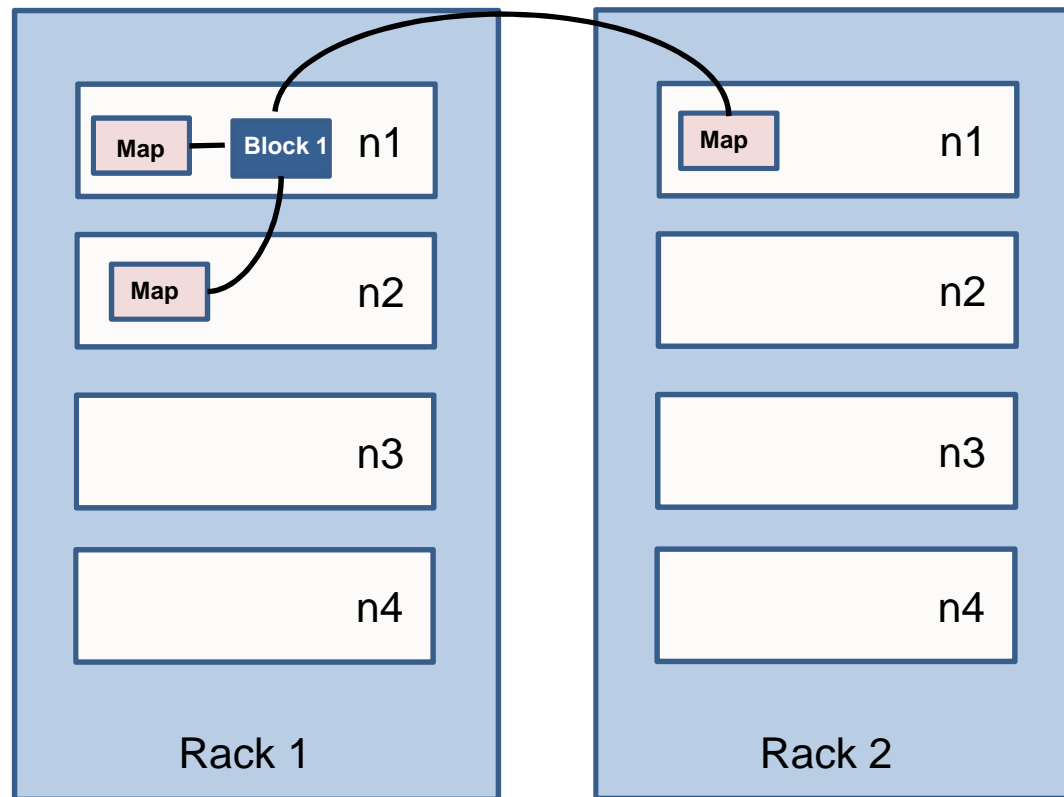 Map Block 1 n1
Map n2
n3
n4
Rack 1
Map n1
n2
n3
n4
Rack 2